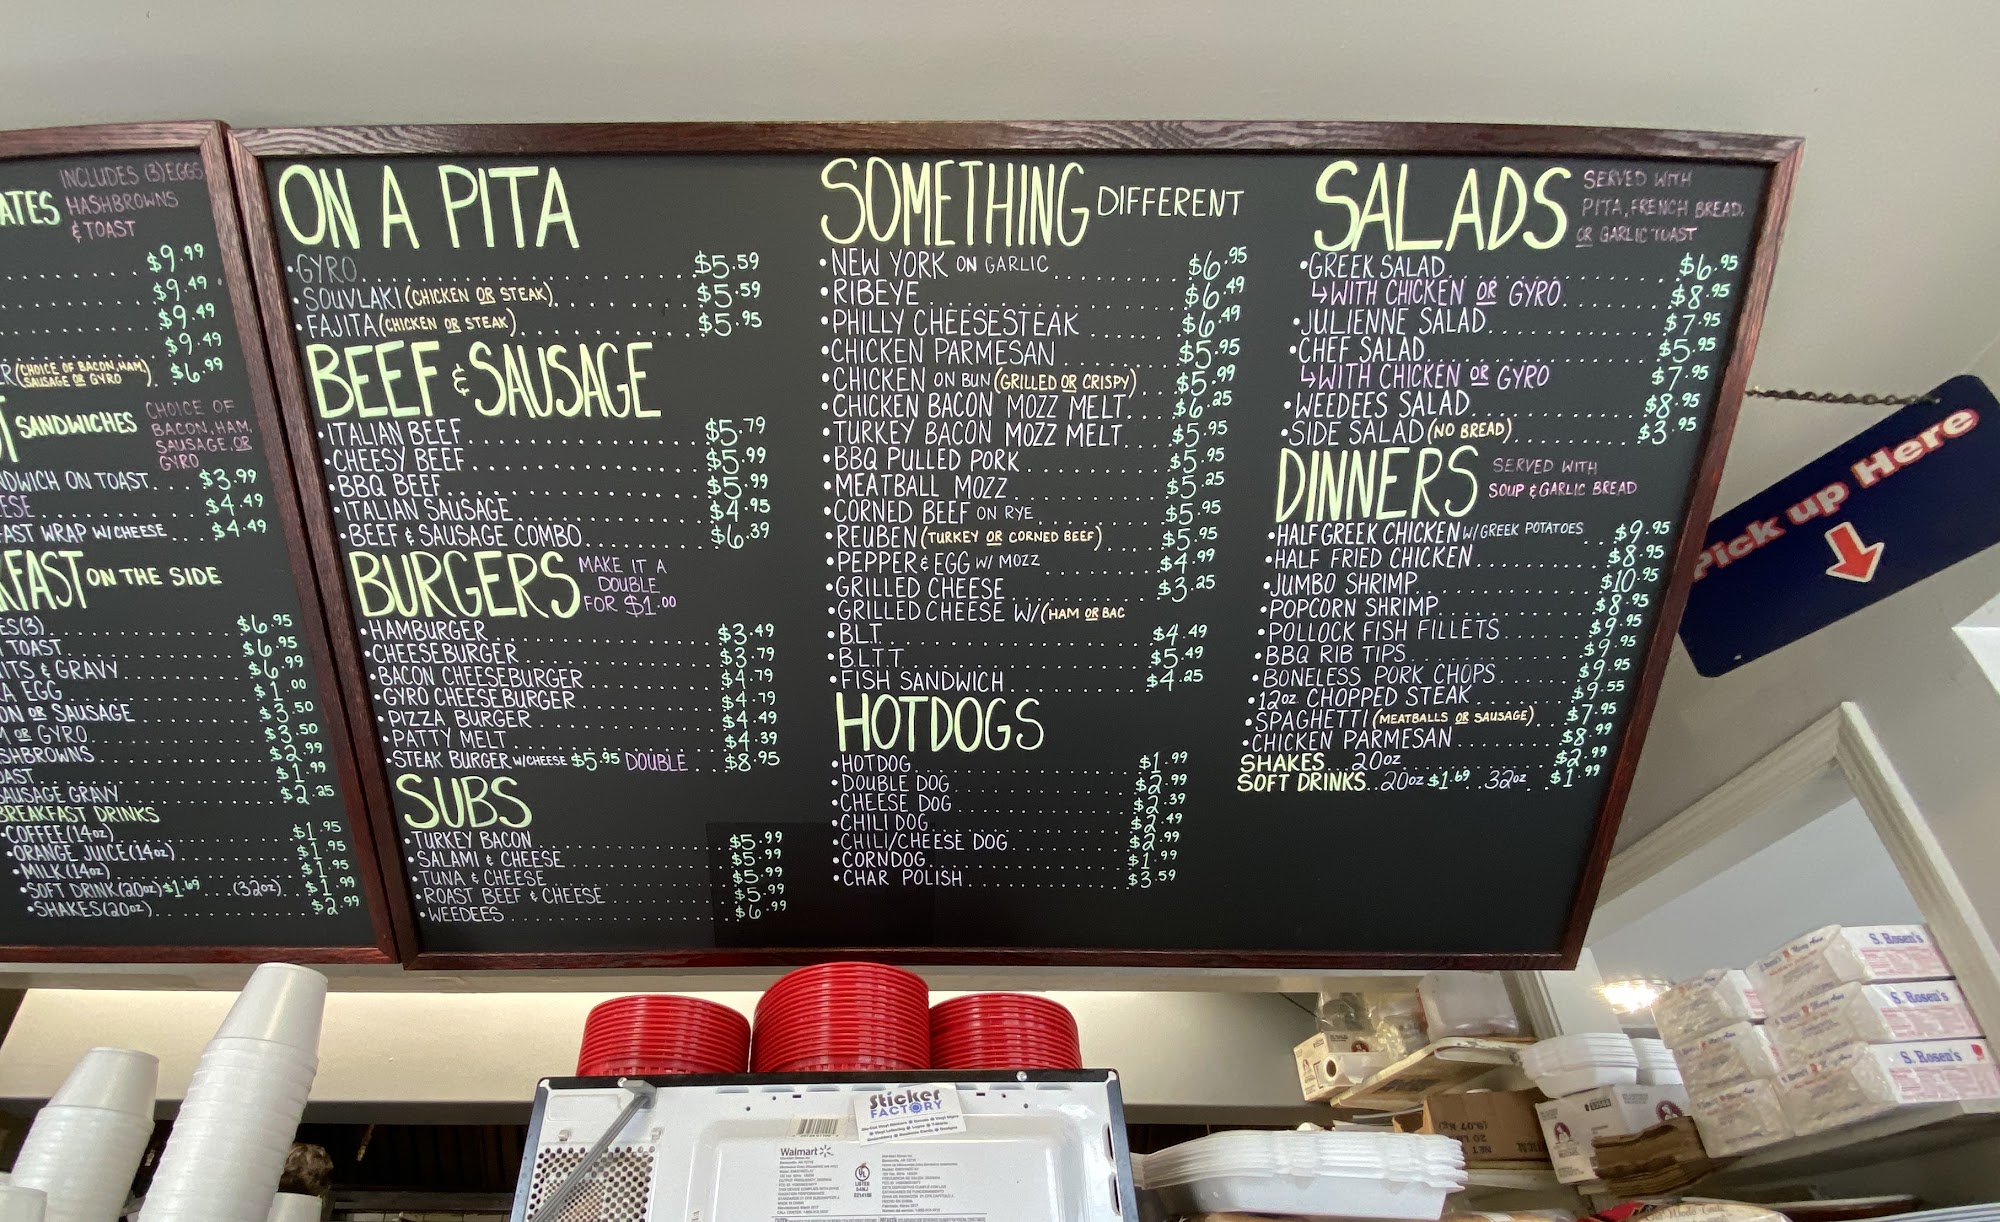 ATES INCLUDES (3) EGGS
HASHBROWNS
& TOAST
$9.99
$9.49
$9.49
$9.49
(CHOICE OF BACON, HAM, SAUSAGE OR GYRO) $6.99
SANDWICHES CHOICE OF
BACON, HAM,
SAUSAGE, OR
GYRO
NDWICH ON TOAST $3.99
ESE $4.49
FAST WRAP W/CHEESE $4.49
KFAST ON THE SIDE
ES(3) $6.95
TOAST $6.95
ITS & GRAVY $6.99
RA EGG $1.00
ON OR SAUSAGE $3.50
M OR GYRO $3.50
SHBROWNS $2.99
OAST $1.99
SAUSAGE GRAVY $2.25
BREAKFAST DRINKS
•COFFEE(14oz) $1.95
•ORANGE JUICE(14oz) $1.95
•MILK(14oz) $1.95
•SOFT DRINK(20oz) $1.69 (32oz) $1.99
•SHAKES(20oz) $2.99
ON A PITA
•GYRO $5.59
•SOUVLAKI (CHICKEN OR STEAK) $5.59
•FAJITA (CHICKEN OR STEAK) $5.95
BEEF & SAUSAGE
•ITALIAN BEEF $5.79
•CHEESY BEEF $5.99
•BBQ BEEF $5.99
•ITALIAN SAUSAGE $4.95
•BEEF & SAUSAGE COMBO $6.39
BURGERS MAKE IT A
DOUBLE
FOR $1.00
•HAMBURGER $3.49
•CHEESEBURGER $3.79
•BACON CHEESEBURGER $4.79
•GYRO CHEESEBURGER $4.79
•PIZZA BURGER $4.49
•PATTY MELT $4.39
•STEAK BURGER W/CHEESE $5.95 DOUBLE $8.95
SUBS
•TURKEY BACON $5.99
•SALAMI & CHEESE $5.99
•TUNA & CHEESE $5.99
•ROAST BEEF & CHEESE $5.99
•WEEDEES $6.99
SOMETHING DIFFERENT
•NEW YORK ON GARLIC $6.95
•RIBEYE $6.49
•PHILLY CHEESESTEAK $6.49
•CHICKEN PARMESAN $5.95
•CHICKEN ON BUN (GRILLED OR CRISPY) $5.99
•CHICKEN BACON MOZZ MELT $6.25
•TURKEY BACON MOZZ MELT $5.95
•BBQ PULLED PORK $5.95
•MEATBALL MOZZ $5.25
•CORNED BEEF ON RYE $5.95
•REUBEN (TURKEY OR CORNED BEEF) $5.95
•PEPPER & EGG W/ MOZZ $4.99
•GRILLED CHEESE $3.25
•GRILLED CHEESE W/ (HAM OR BAC
•B.L.T. $4.49
•B.L.T.T. $5.49
•FISH SANDWICH $4.25
HOTDOGS
•HOTDOG $1.99
•DOUBLE DOG $2.99
•CHEESE DOG $2.39
•CHILI DOG $2.49
•CHILI/CHEESE DOG $2.99
•CORNDOG $1.99
•CHAR POLISH $3.59
SALADS SERVED WITH
PITA, FRENCH BREAD,
OR GARLIC TOAST
•GREEK SALAD $6.95
↳WITH CHICKEN OR GYRO $8.95
•JULIENNE SALAD $7.95
•CHEF SALAD $5.95
↳WITH CHICKEN OR GYRO $7.95
•WEEDEES SALAD $8.95
•SIDE SALAD (NO BREAD) $3.95
DINNERS SERVED WITH
SOUP & GARLIC BREAD
•HALF GREEK CHICKEN W/GREEK POTATOES $9.95
•HALF FRIED CHICKEN $8.95
•JUMBO SHRIMP $10.95
•POPCORN SHRIMP $8.95
•POLLOCK FISH FILLETS $9.95
•BBQ RIB TIPS $9.95
•BONELESS PORK CHOPS $9.95
•12oz CHOPPED STEAK $9.55
•SPAGHETTI (MEATBALLS OR SAUSAGE) $7.95
•CHICKEN PARMESAN $8.99
SHAKES 20oz $2.99
SOFT DRINKS 20oz $1.69 32oz $1.99
Pick up Here
S. Rosen's
S. Rosen's
S. Rosen's
Sticker
FACTORY
Walmart